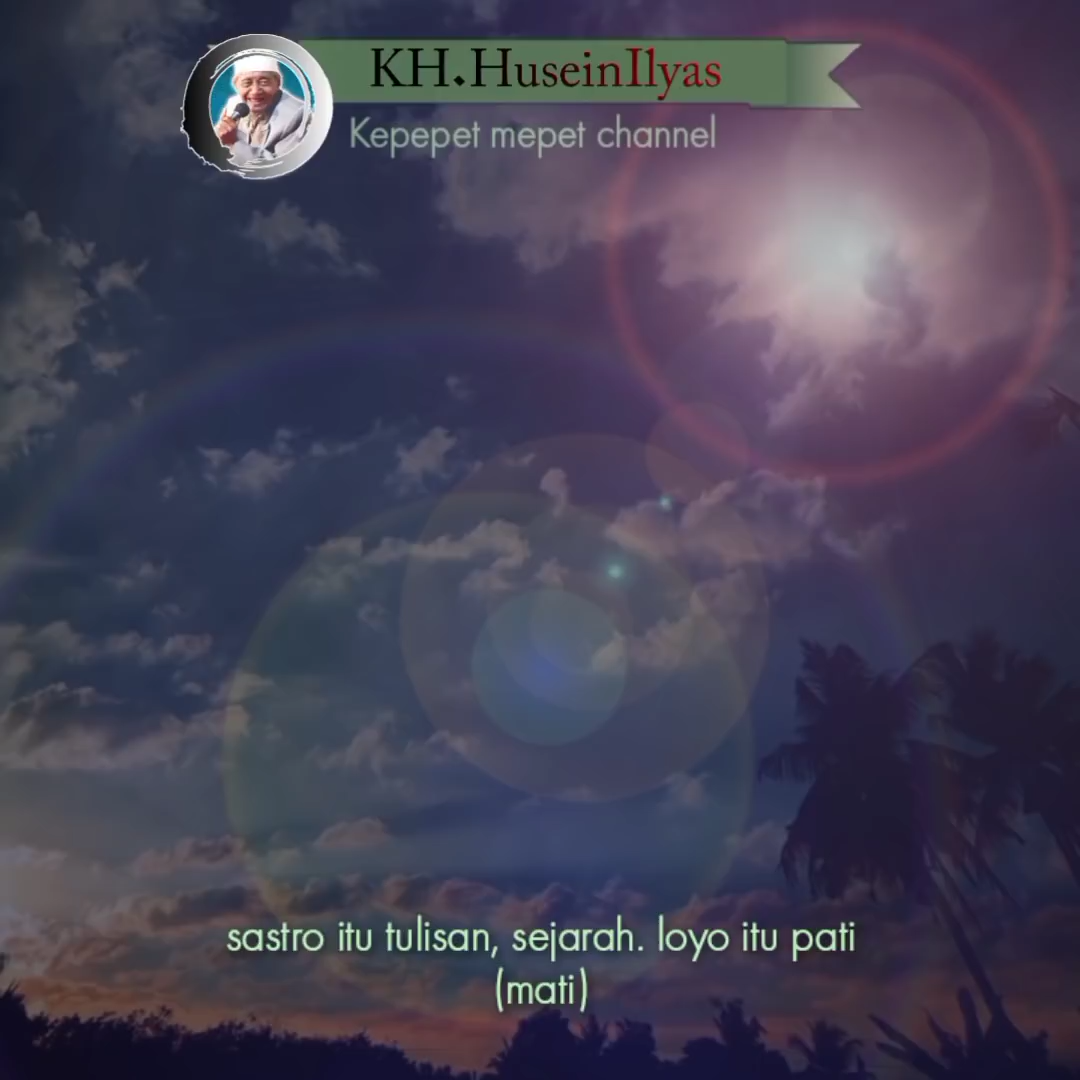 KH.HuseinIlyas
Kepepet mepet channel
sastro itu tulisan, sejarah. loyo itu pati
(mati)